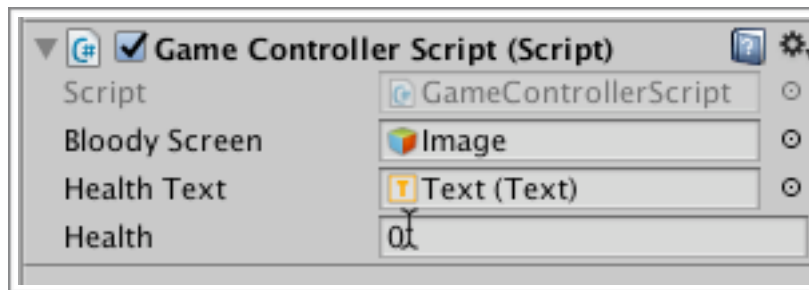 Game Controller Script (Script)
Script GameControllerScript
Bloody Screen Image
Health Text Text (Text)
Health 0